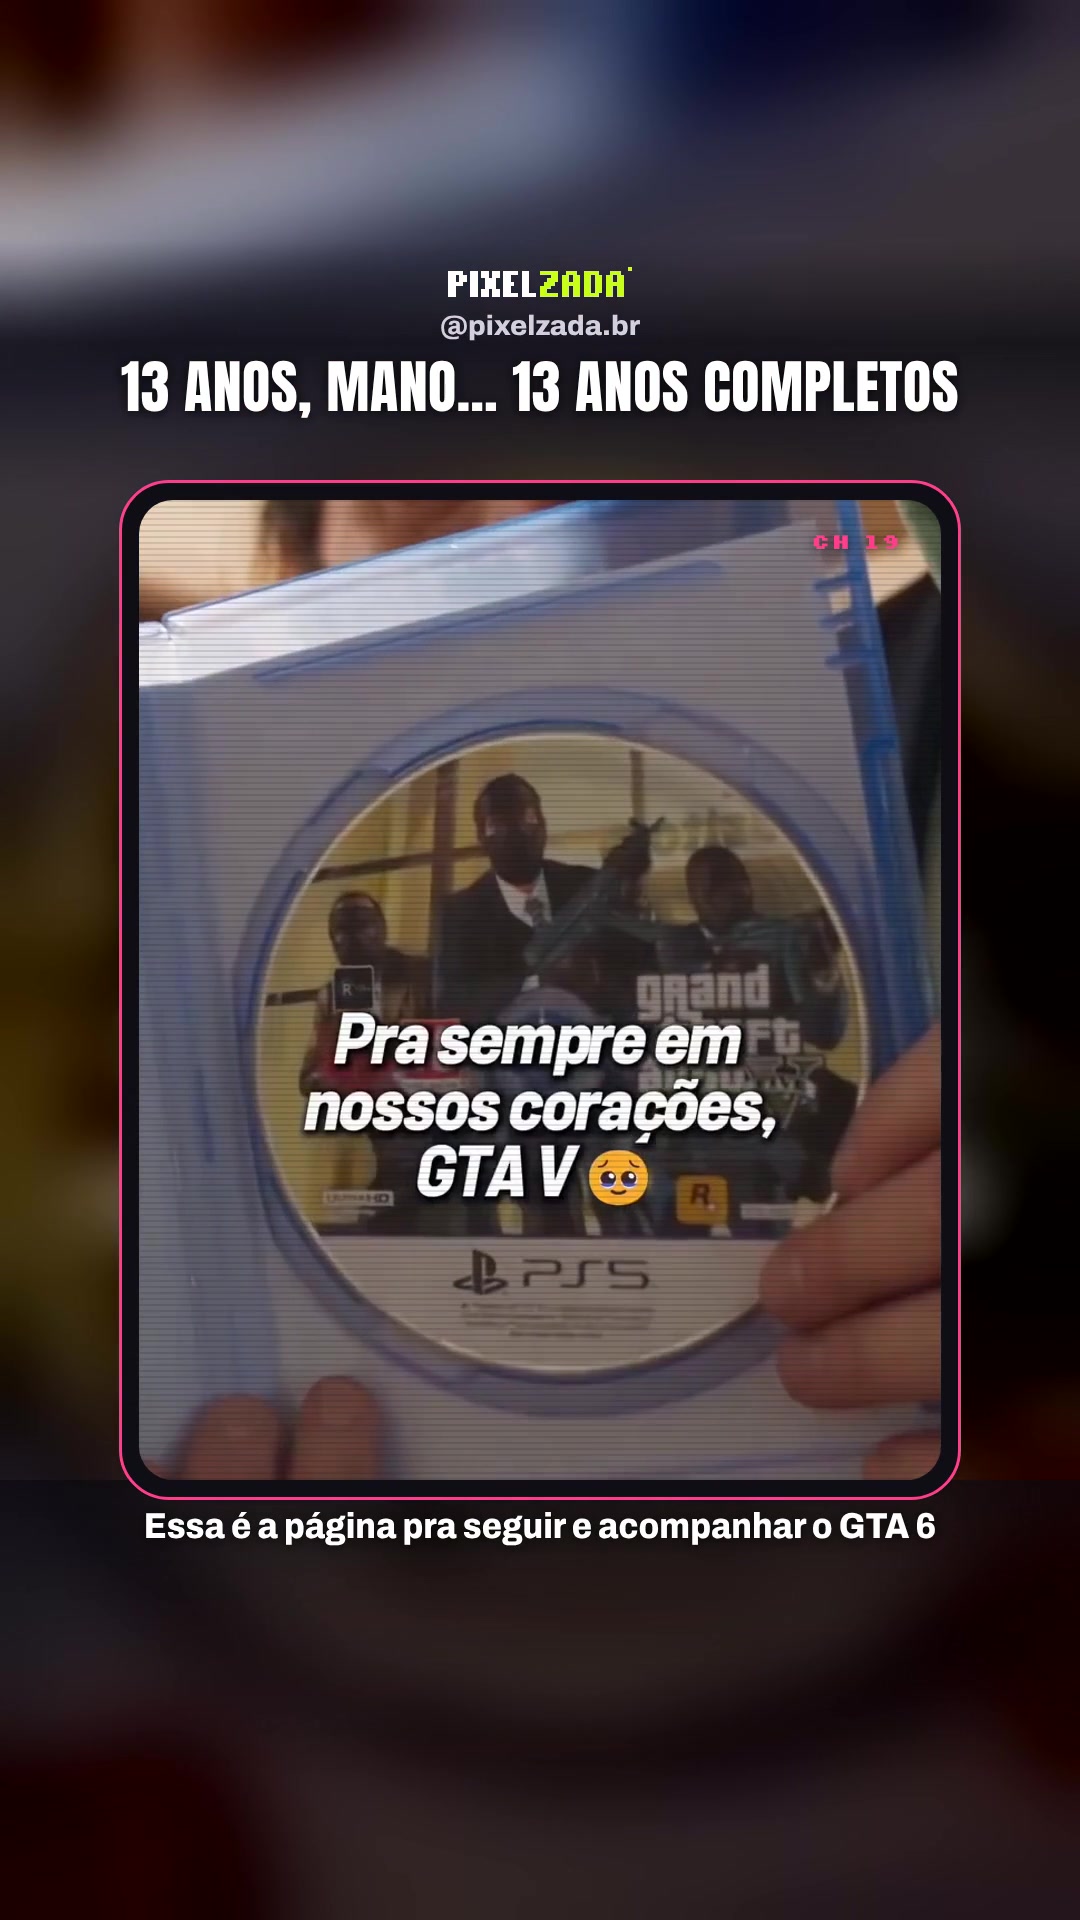 PIXELZADA
@pixelzada.br
13 ANOS, MANO... 13 ANOS COMPLETOS
CH 19
R
grand
Pra sempre em
nossos corações,
GTA V 🥹
R
PS5
Essa é a página pra seguir e acompanhar o GTA 6